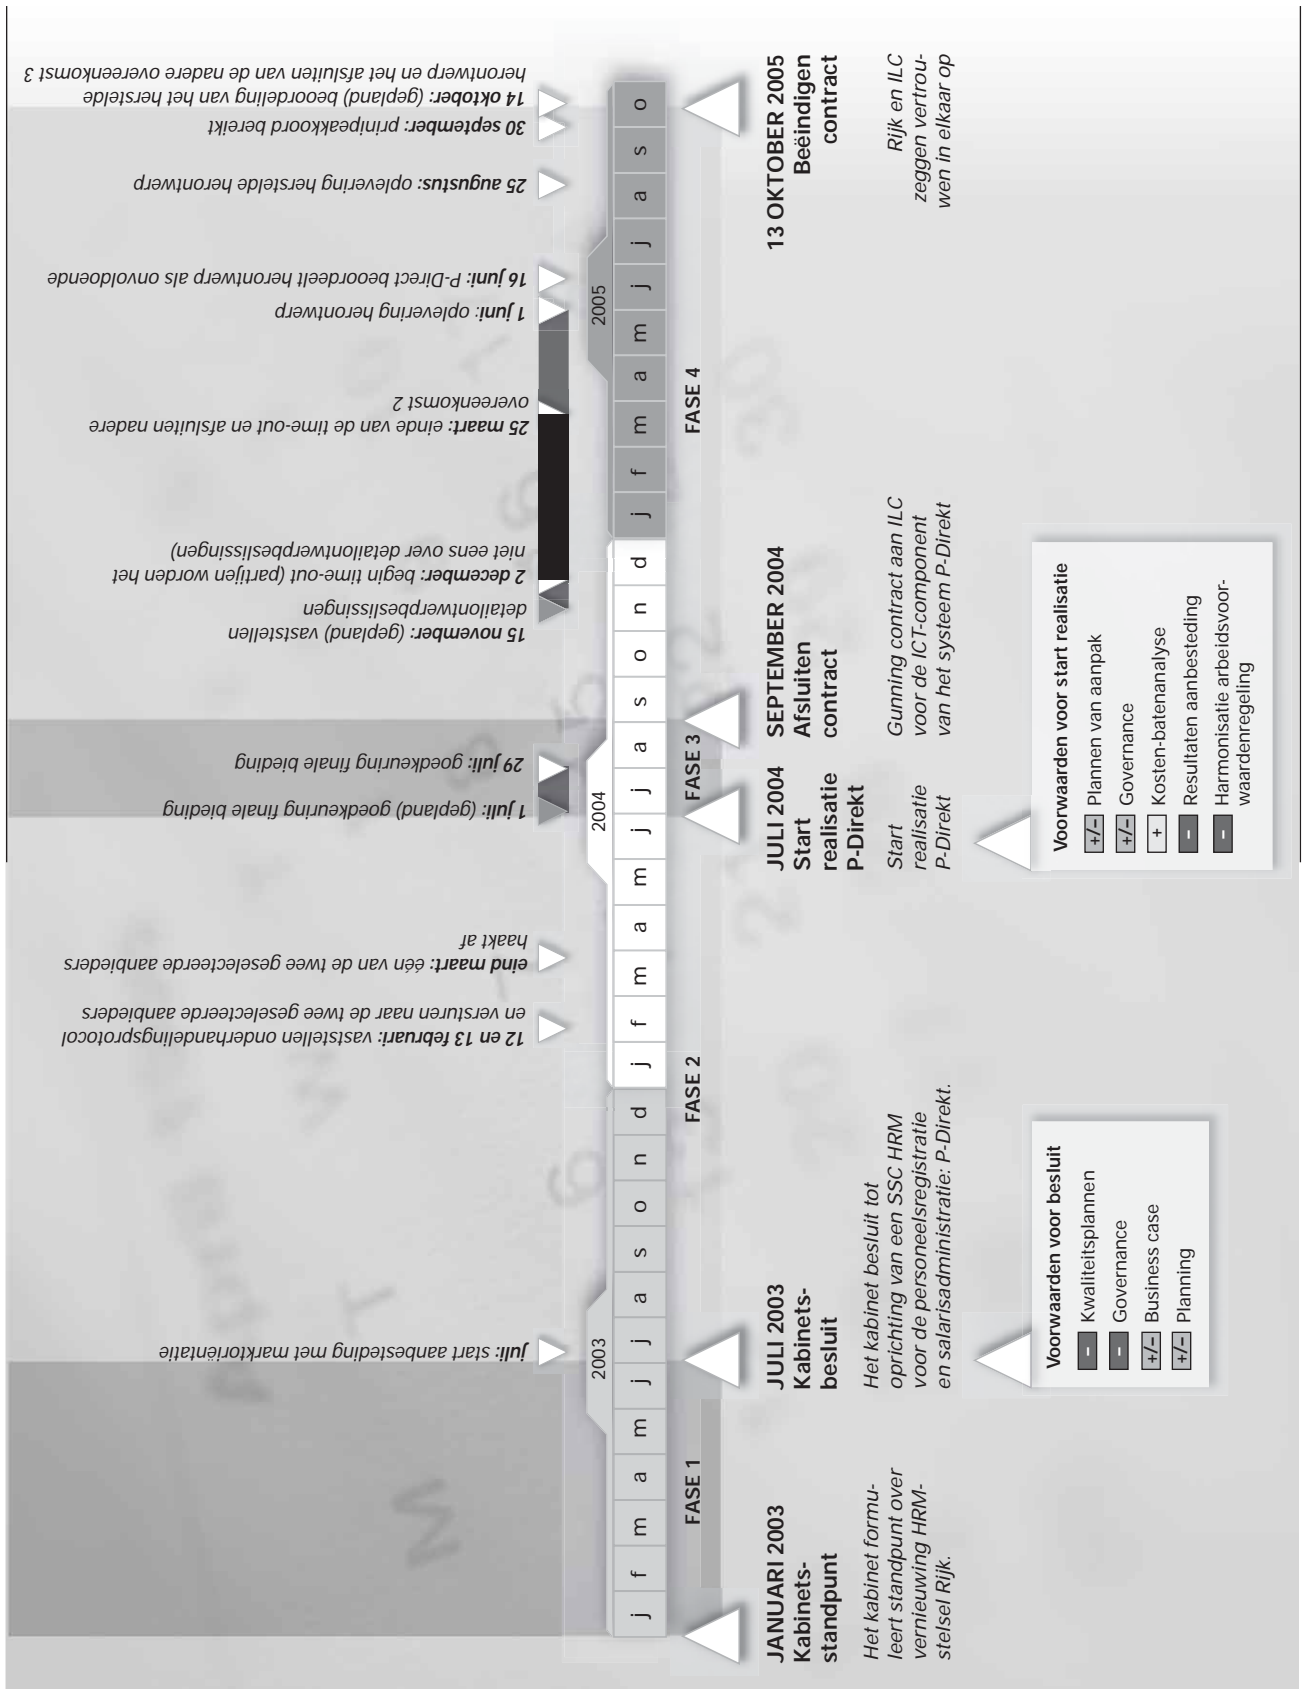 juli: start aanbesteding met marktoriëntatie
12 en 13 februari: vaststellen onderhandelingsprotocol
en versturen naar de twee geselecteerde aanbieders
eind maart: één van de twee geselecteerde aanbieders
haakt af
1 juli: (gepland) goedkeuring finale bieding
29 juli: goedkeuring finale bieding
15 november: (gepland) vaststellen
detailontwerpbeslissingen
2 december: begin time-out (partijen worden het
niet eens over detailontwerpbeslissingen)
25 maart: einde van de time-out en afsluiten nadere
overeenkomst 2
1 juni: oplevering herontwerp
16 juni: P-Direct beoordeelt herontwerp als onvoldoende
25 augustus: oplevering herstelde herontwerp
30 september: prinipeakkoord bereikt
14 oktober: (gepland) beoordeling van het herstelde
herontwerp en het afsluiten van de nadere overeenkomst 3
2003
2004
2005
j f m a m j j a s o n d j f m a m j j a s o n d j f m a m j j a s o
FASE 1
FASE 2
FASE 3
FASE 4
JANUARI 2003
Kabinets-
standpunt
Het kabinet formu-
leert standpunt over
vernieuwing HRM-
stelsel Rijk.
JULI 2003
Kabinets-
besluit
Het kabinet besluit tot
oprichting van een SSC HRM
voor de personeelsregistratie
en salarisadministratie: P-Direkt.
JULI 2004
Start
realisatie
P-Direkt
Start
realisatie
P-Direkt
SEPTEMBER 2004
Afsluiten
contract
Gunning contract aan ILC
voor de ICT-component
van het systeem P-Direkt
13 OKTOBER 2005
Beëindigen
contract
Rijk en ILC
zeggen vertrou-
wen in elkaar op
Voorwaarden voor besluit
– Kwaliteitsplannen
– Governance
+/– Business case
+/– Planning
Voorwaarden voor start realisatie
+/– Plannen van aanpak
+/– Governance
+ Kosten-batenanalyse
– Resultaten aanbesteding
– Harmonisatie arbeidsvoor-
waardenregeling